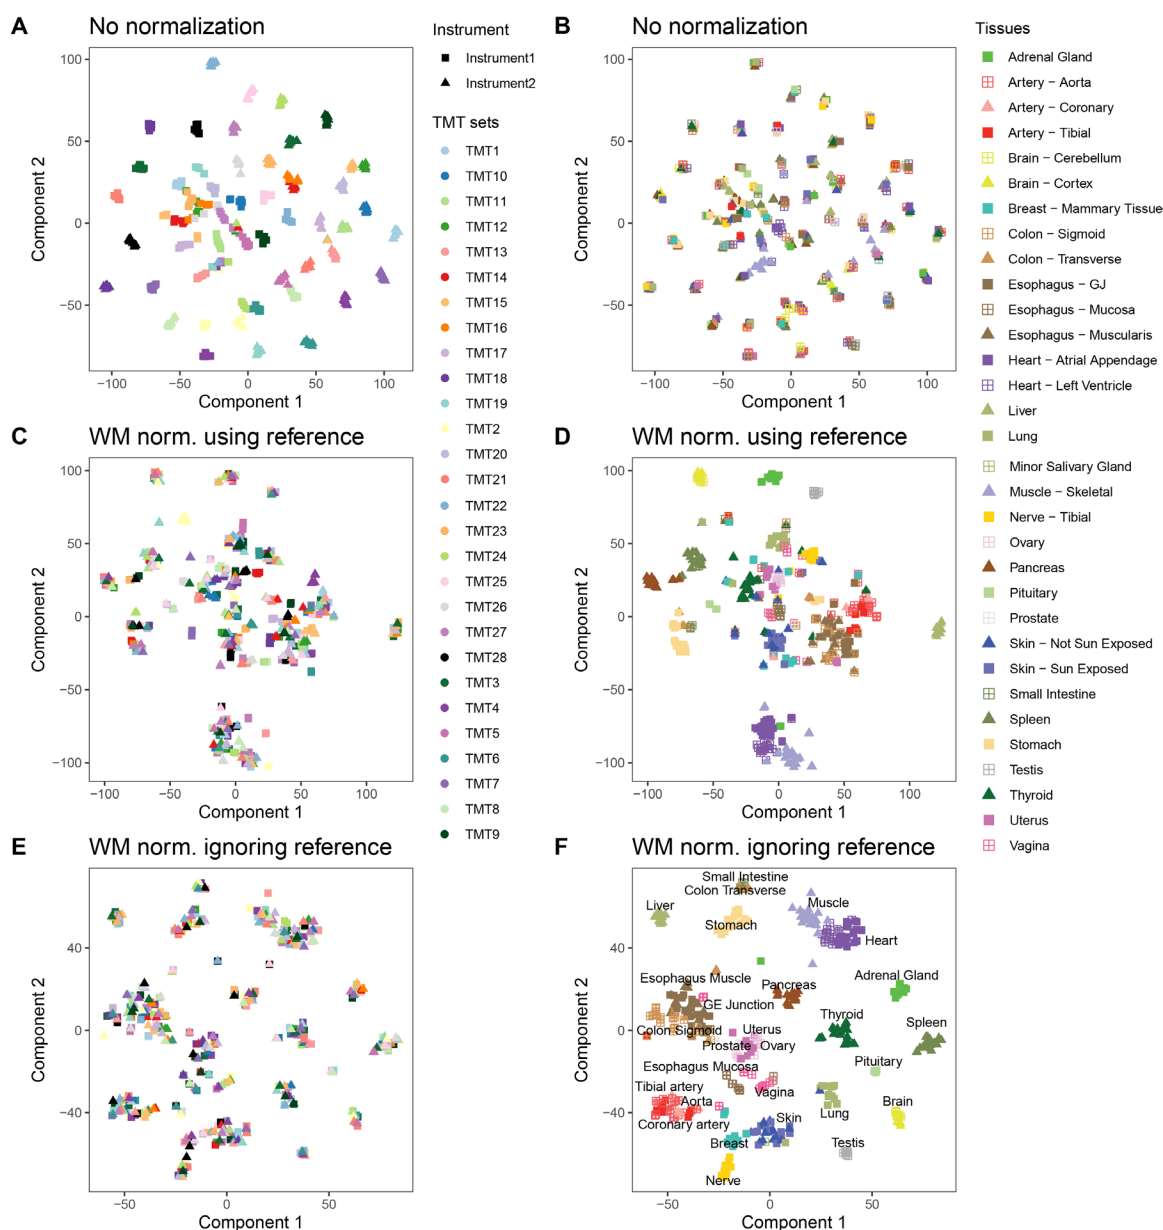 A No normalization
Component 2
100
50
0
−50
−100
−50
0
50
100
Component 1
Instrument
Instrument1
Instrument2
TMT sets
TMT1
TMT10
TMT11
TMT12
TMT13
TMT14
TMT15
TMT16
TMT17
TMT18
TMT19
TMT2
TMT20
TMT21
TMT22
TMT23
TMT24
TMT25
TMT26
TMT27
TMT28
TMT3
TMT4
TMT5
TMT6
TMT7
TMT8
TMT9
B No normalization
Component 2
100
50
0
−50
−100
−50
0
50
100
Component 1
Tissues
Adrenal Gland
Artery − Aorta
Artery − Coronary
Artery − Tibial
Brain − Cerebellum
Brain − Cortex
Breast − Mammary Tissue
Colon − Sigmoid
Colon − Transverse
Esophagus − GJ
Esophagus − Mucosa
Esophagus − Muscularis
Heart − Atrial Appendage
Heart − Left Ventricle
Liver
Lung
Minor Salivary Gland
Muscle − Skeletal
Nerve − Tibial
Ovary
Pancreas
Pituitary
Prostate
Skin − Not Sun Exposed
Skin − Sun Exposed
Small Intestine
Spleen
Stomach
Testis
Thyroid
Uterus
Vagina
C WM norm. using reference
Component 2
100
50
0
−50
−100
−100
−50
0
50
100
Component 1
D WM norm. using reference
Component 2
100
50
0
−50
−100
−100
−50
0
50
100
Component 1
E WM norm. ignoring reference
Component 2
40
0
−40
−50
0
50
Component 1
F WM norm. ignoring reference
Component 2
40
0
−40
−50
0
50
Component 1
Small Intestine
Colon Transverse
Liver
Muscle
Stomach
Heart
Esophagus Muscle
Pancreas
Adrenal Gland
GE Junction
Thyroid
Spleen
Colon Sigmoid
Uterus
Prostate
Ovary
Pituitary
Esophagus Mucosa
Tibial artery
Vagina
Aorta
Lung
Brain
Coronary artery
Skin
Breast
Testis
Nerve